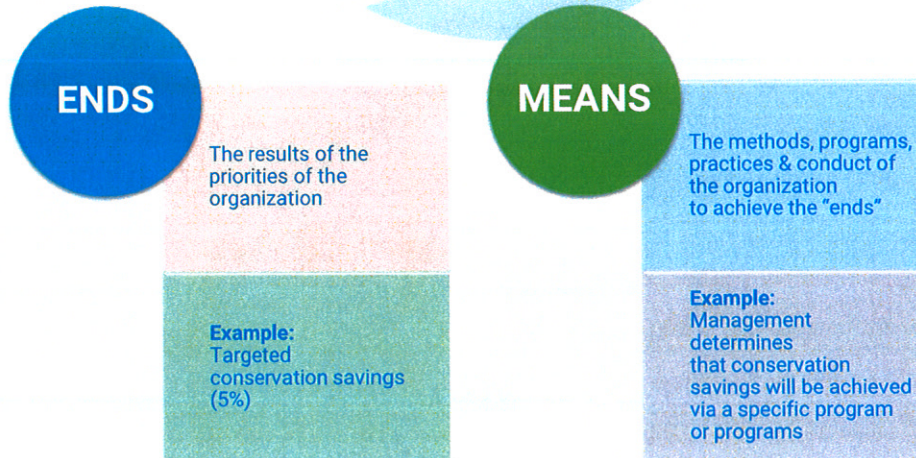 ENDS
The results of the
priorities of the
organization
Example:
Targeted
conservation savings
(5%)
MEANS
The methods, programs,
practices & conduct of
the organization
to achieve the "ends"
Example:
Management
determines
that conservation
savings will be achieved
via a specific program
or programs